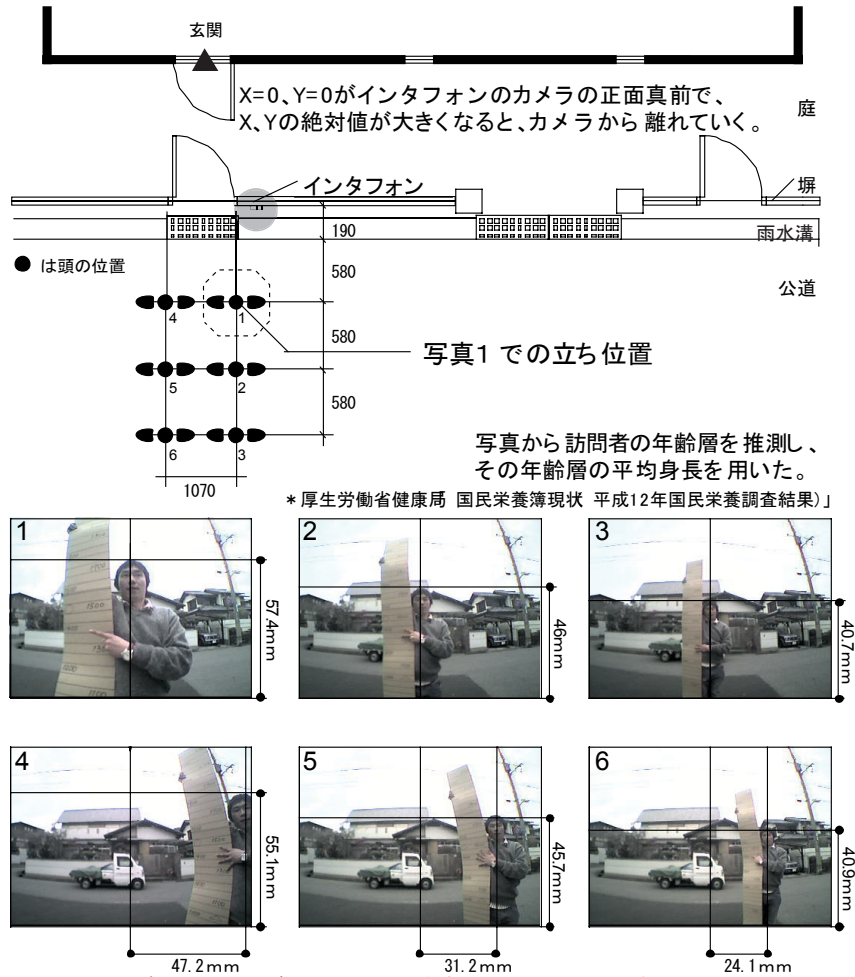 玄関
X=0、Y=0がインタフォンのカメラの正面真前で、
X、Yの絶対値が大きくなると、カメラから離れていく。
庭
インタフォン
塀
190
雨水溝
●は頭の位置
580
公道
4
1
580
写真1での立ち位置
5
2
580
6
3
1070
写真から訪問者の年齢層を推測し、
その年齢層の平均身長を用いた。
*厚生労働省健康局 国民栄養簿現状 平成12年国民栄養調査結果)」
1
57.4mm
2
46mm
3
40.7mm
4
55.1mm
5
45.7mm
6
40.9mm
47.2mm
31.2mm
24.1mm